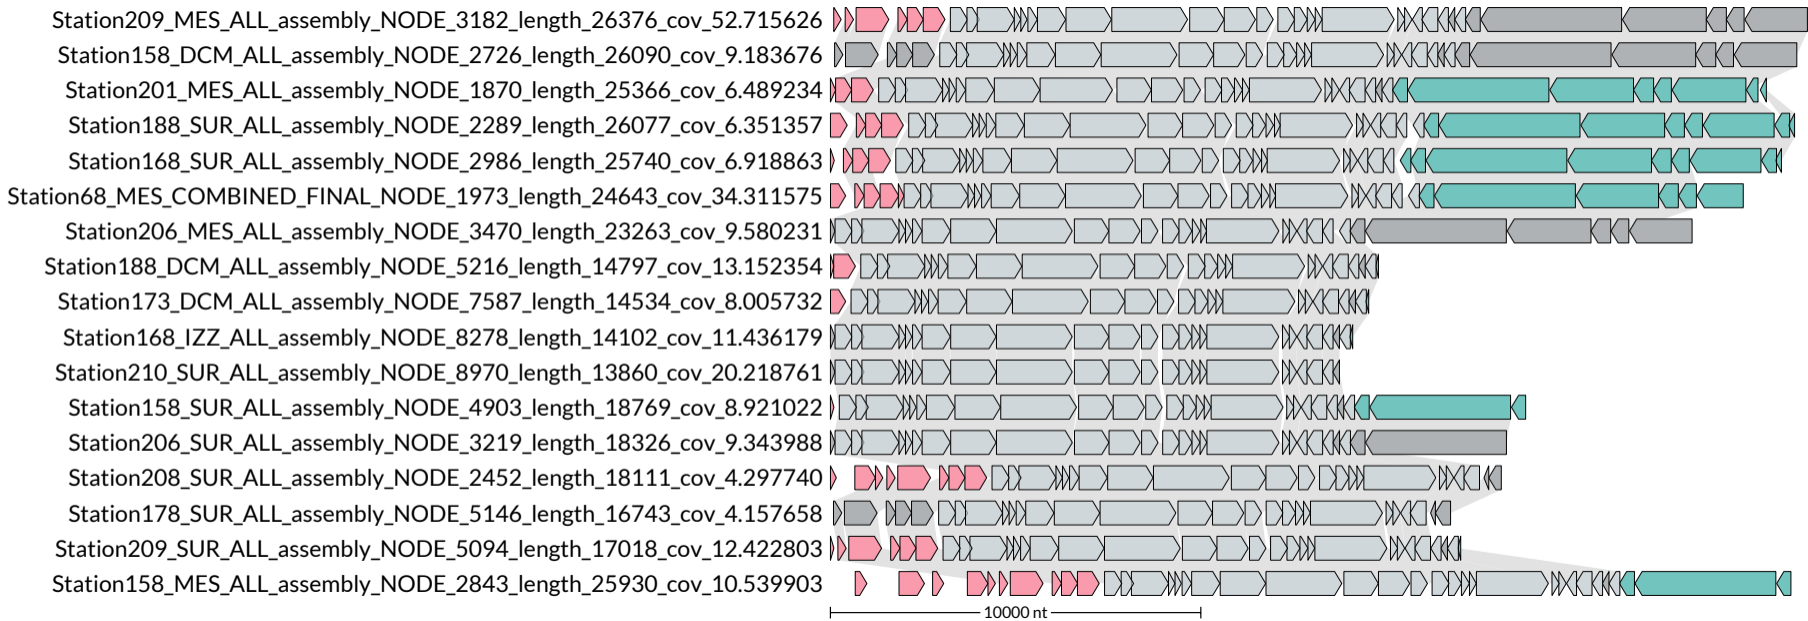 Station209_MES_ALL_assembly_NODE_3182_length_26376_cov_52.715626
Station158_DCM_ALL_assembly_NODE_2726_length_26090_cov_9.183676
Station201_MES_ALL_assembly_NODE_1870_length_25366_cov_6.489234
Station188_SUR_ALL_assembly_NODE_2289_length_26077_cov_6.351357
Station168_SUR_ALL_assembly_NODE_2986_length_25740_cov_6.918863
Station68_MES_COMBINED_FINAL_NODE_1973_length_24643_cov_34.311575
Station206_MES_ALL_assembly_NODE_3470_length_23263_cov_9.580231
Station188_DCM_ALL_assembly_NODE_5216_length_14797_cov_13.152354
Station173_DCM_ALL_assembly_NODE_7587_length_14534_cov_8.005732
Station168_IZZ_ALL_assembly_NODE_8278_length_14102_cov_11.436179
Station210_SUR_ALL_assembly_NODE_8970_length_13860_cov_20.218761
Station158_SUR_ALL_assembly_NODE_4903_length_18769_cov_8.921022
Station206_SUR_ALL_assembly_NODE_3219_length_18326_cov_9.343988
Station208_SUR_ALL_assembly_NODE_2452_length_18111_cov_4.297740
Station178_SUR_ALL_assembly_NODE_5146_length_16743_cov_4.157658
Station209_SUR_ALL_assembly_NODE_5094_length_17018_cov_12.422803
Station158_MES_ALL_assembly_NODE_2843_length_25930_cov_10.539903
10000 nt